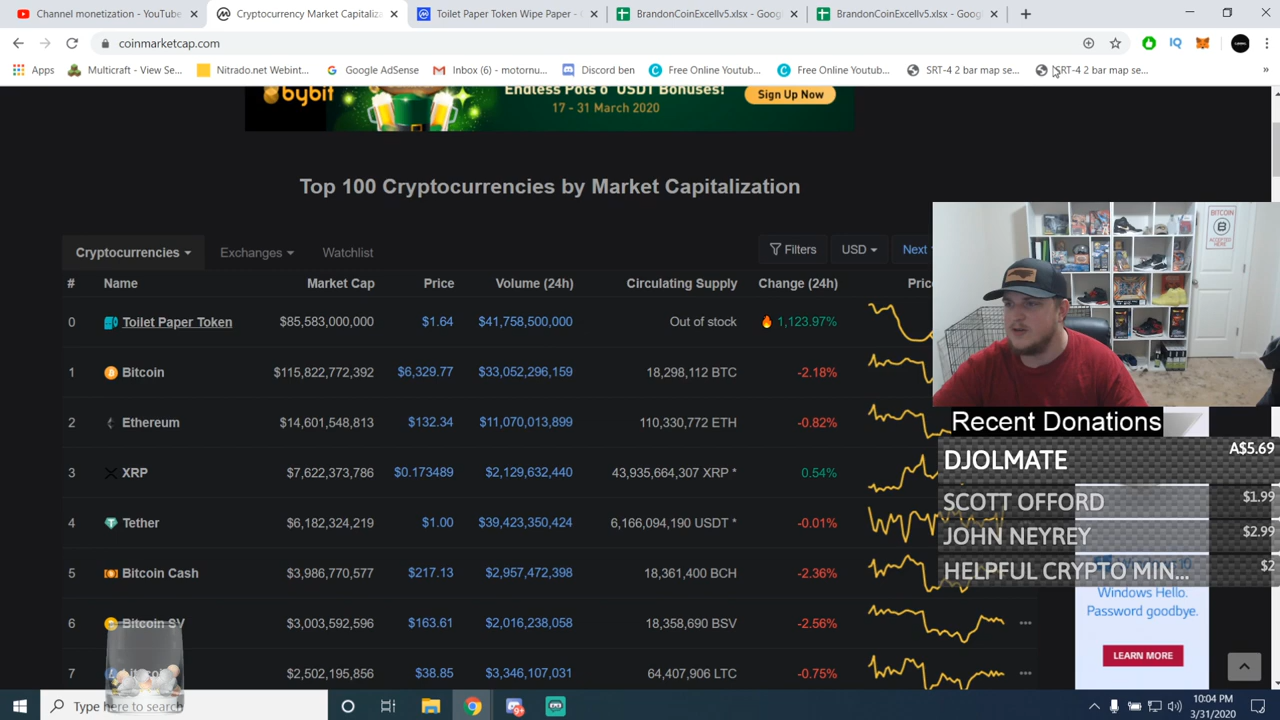 Channel monetization - YouTube
Cryptocurrency Market Capitaliza
Toilet Paper Token Wipe Paper -
BrandonCoinExcellv5.xlsx - Goog
BrandonCoinExcellv5.xlsx - Goog
coinmarketcap.com
Apps
Multicraft - View Se...
Nitrado.net Webint...
Google AdSense
Inbox (6) - motornu...
Discord ben
Free Online Youtub...
Free Online Youtub...
SRT-4 2 bar map se...
SRT-4 2 bar map se...
bybit
Endless Pots o' USDT Bonuses!
17 - 31 March 2020
Sign Up Now
Top 100 Cryptocurrencies by Market Capitalization
Cryptocurrencies
Exchanges
Watchlist
Filters
USD
Next
# Name Market Cap Price Volume (24h) Circulating Supply Change (24h) Pric
0 Toilet Paper Token $85,583,000,000 $1.64 $41,758,500,000 Out of stock 1,123.97%
1 Bitcoin $115,822,772,392 $6,329.77 $33,052,296,159 18,298,112 BTC -2.18%
2 Ethereum $14,601,548,813 $132.34 $11,070,013,899 110,330,772 ETH -0.82%
3 XRP $7,622,373,786 $0.173489 $2,129,632,440 43,935,664,307 XRP * 0.54%
4 Tether $6,182,324,219 $1.00 $39,423,350,424 6,166,094,190 USDT * -0.01%
5 Bitcoin Cash $3,986,770,577 $217.13 $2,957,472,398 18,361,400 BCH -2.36%
6 Bitcoin SV $3,003,592,596 $163.61 $2,016,238,058 18,358,690 BSV -2.56%
7 $2,502,195,856 $38.85 $3,346,107,031 64,407,906 LTC -0.75%
BITCOIN
B
ACCEPTED
HERE
Recent Donations
DJOLMATE A$5.69
SCOTT OFFORD $1.99
JOHN NEYREY $2.99
HELPFUL CRYPTO MIN... $2
Windows Hello.
Password goodbye.
LEARN MORE
Type here to search
10:04 PM
3/31/2020